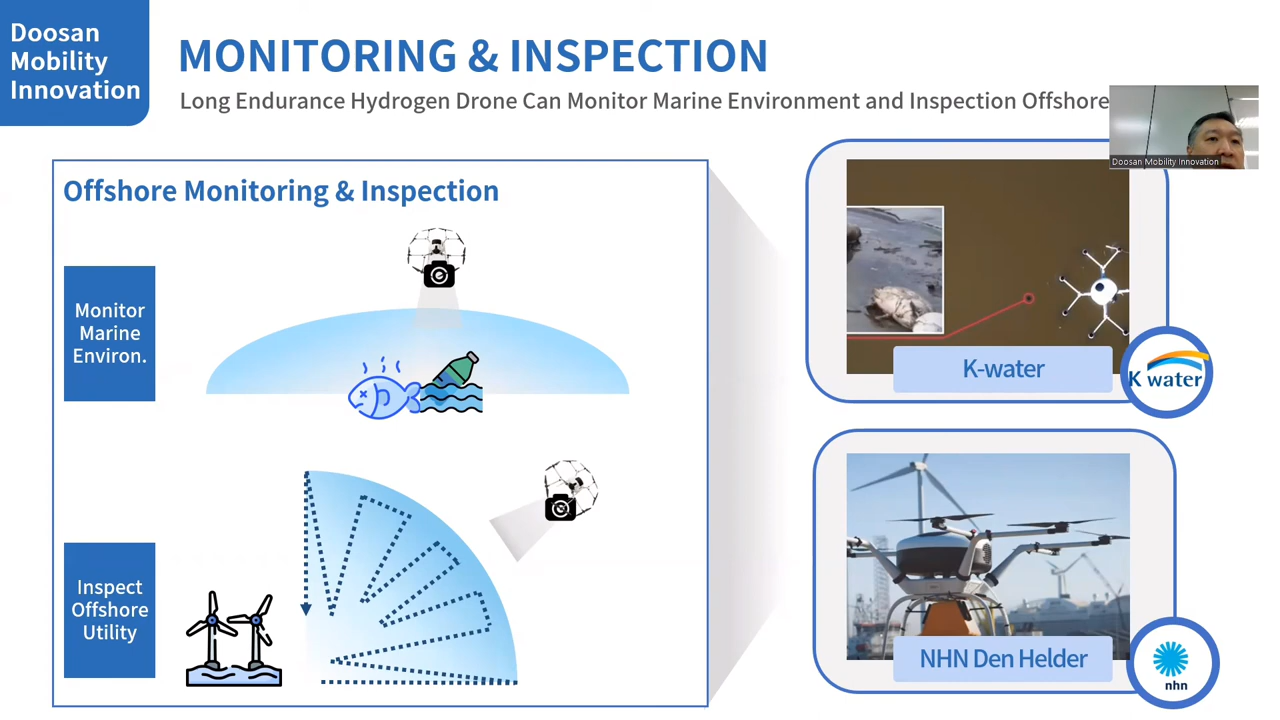 Doosan
Mobility
Innovation
MONITORING & INSPECTION
Long Endurance Hydrogen Drone Can Monitor Marine Environment and Inspection Offshore
Doosan Mobility Innovation
Offshore Monitoring & Inspection
Monitor
Marine
Environ.
Inspect
Offshore
Utility
K-water
K water
NHN Den Helder
nhn